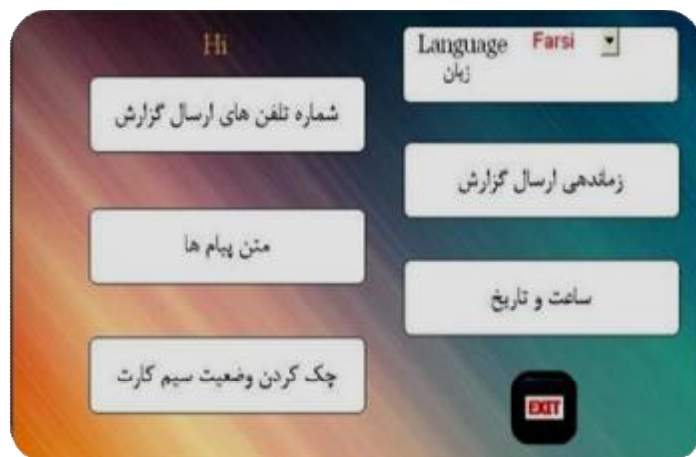 Hi
Language Farsi
زبان
شماره تلفن های ارسال گزارش
زماندهی ارسال گزارش
متن پیام ها
ساعت و تاریخ
چک کردن وضعیت سیم کارت
EXIT